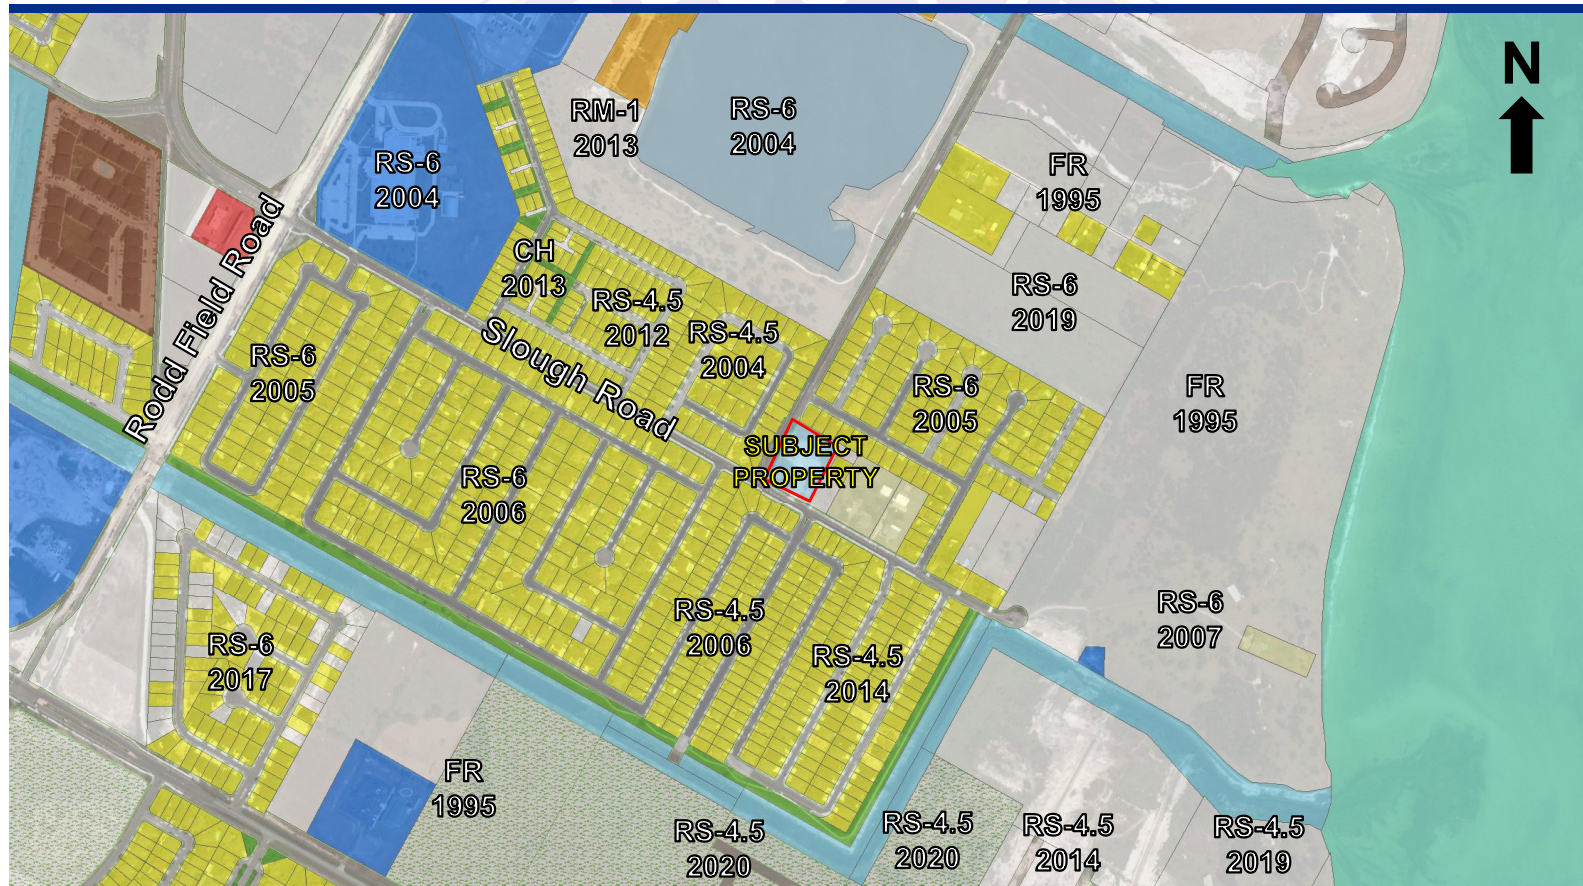 N
RM-1
2013
RS-6
2004
RS-6
2004
FR
1995
CH
2013
RS-4.5
2012
RS-6
2019
Rodd Field Road
RS-4.5
2004
RS-6
2005
Slough Road
RS-6
2005
FR
1995
SUBJECT
PROPERTY
RS-6
2006
RS-4.5
2006
RS-6
2007
RS-6
2017
RS-4.5
2014
FR
1995
RS-4.5
2020
RS-4.5
2020
RS-4.5
2014
RS-4.5
2019